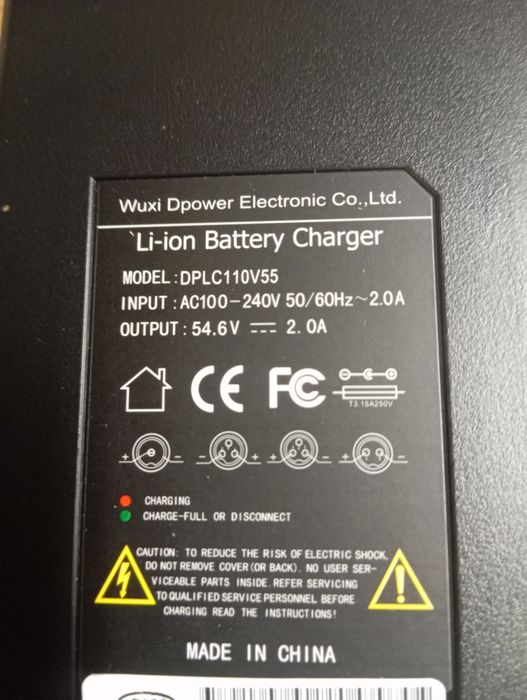 Wuxi Dpower Electronic Co.,Ltd.
Li-ion Battery Charger
MODEL:DPLC110V55
INPUT:AC100-240V 50/60Hz~2.0A
OUTPUT:54.6V ⎓ 2.0A
CE FC
T3.15A250V
+ - - + + - + -
CHARGING
CHARGE-FULL OR DISCONNECT
CAUTION: TO REDUCE THE RISK OF ELECTRIC SHOCK,
DO NOT REMOVE COVER(OR BACK). NO USER SER-
VICEABLE PARTS INSIDE. REFER SERVICING
TO QUALIFIED SERVICE PERSONNEL BEFORE
CHARGING READ THE INSTRUCTIONS!
MADE IN CHINA